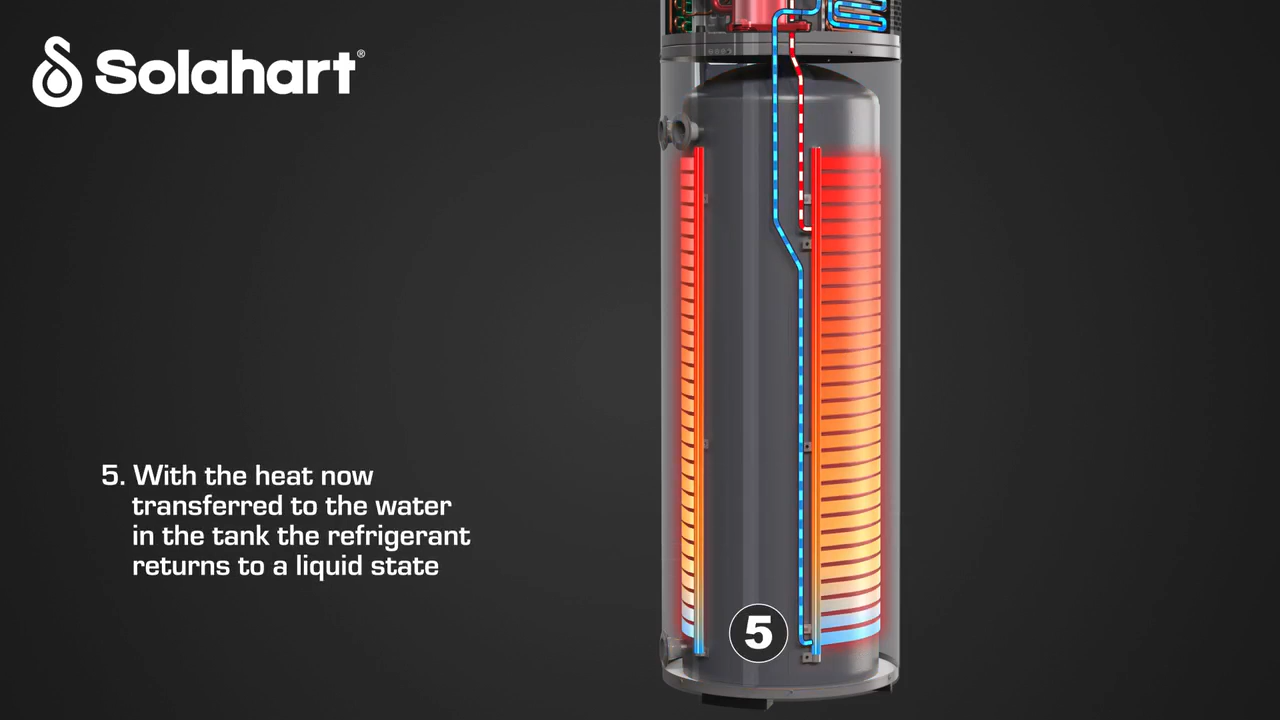 Solahart®
5. With the heat now
transferred to the water
in the tank the refrigerant
returns to a liquid state
5